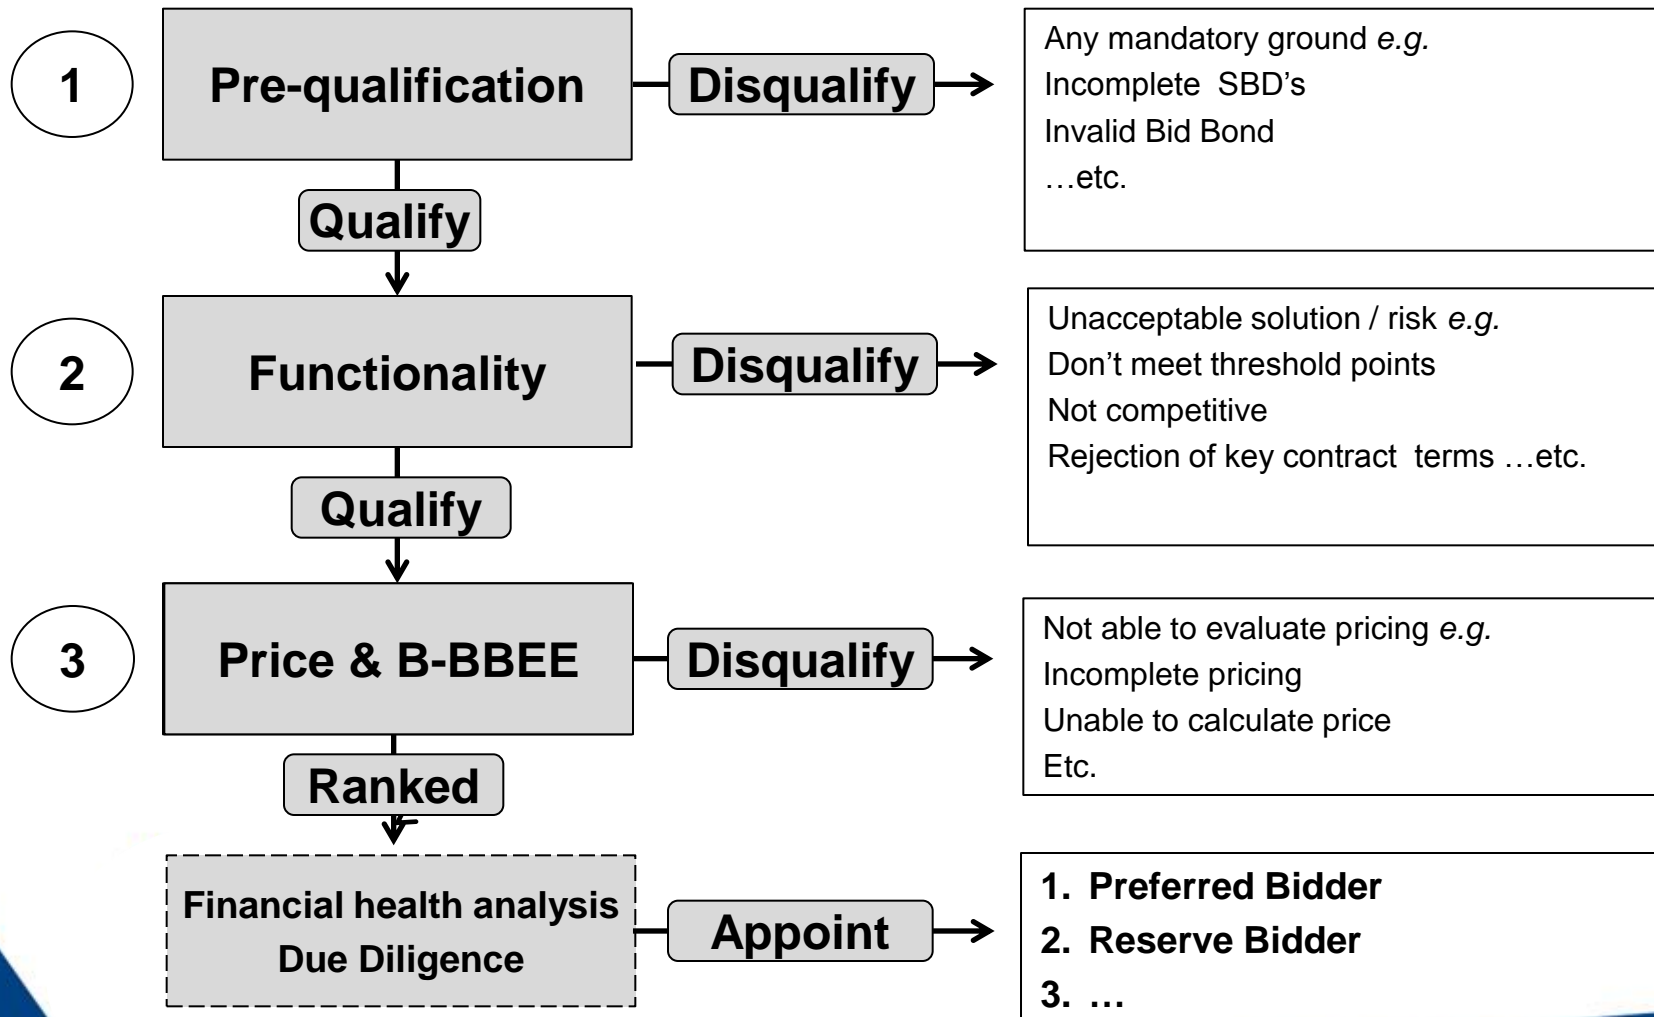 1
Pre-qualification
Disqualify
Any mandatory ground e.g.
Incomplete SBD's
Invalid Bid Bond
…etc.
Qualify
2
Functionality
Disqualify
Unacceptable solution / risk e.g.
Don't meet threshold points
Not competitive
Rejection of key contract terms …etc.
Qualify
3
Price & B-BBEE
Disqualify
Not able to evaluate pricing e.g.
Incomplete pricing
Unable to calculate price
Etc.
Ranked
Financial health analysis
Due Diligence
Appoint
1. Preferred Bidder
2. Reserve Bidder
3. …